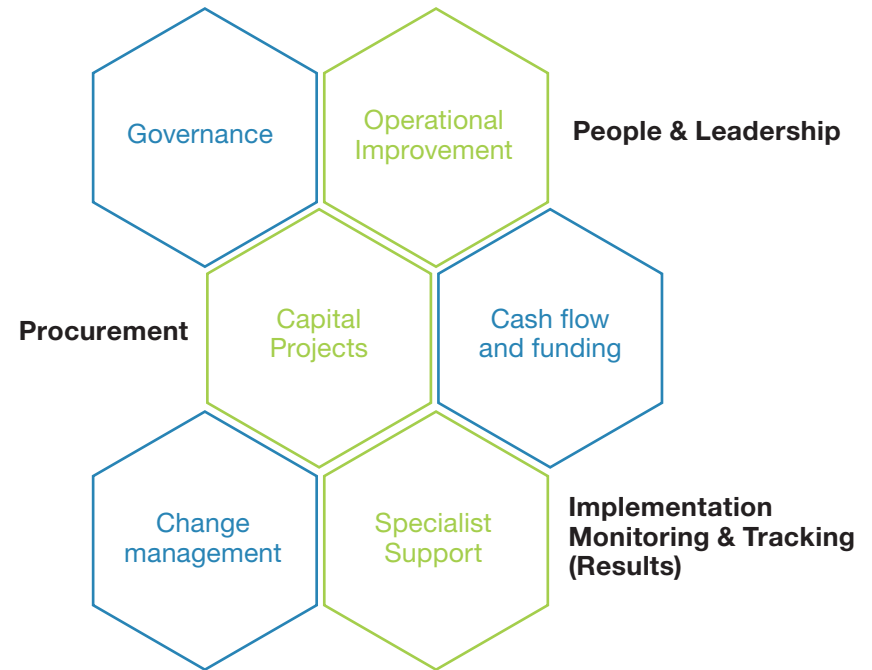 Governance
Operational
Improvement
People & Leadership
Procurement
Capital
Projects
Cash flow
and funding
Change
management
Specialist
Support
Implementation
Monitoring & Tracking
(Results)